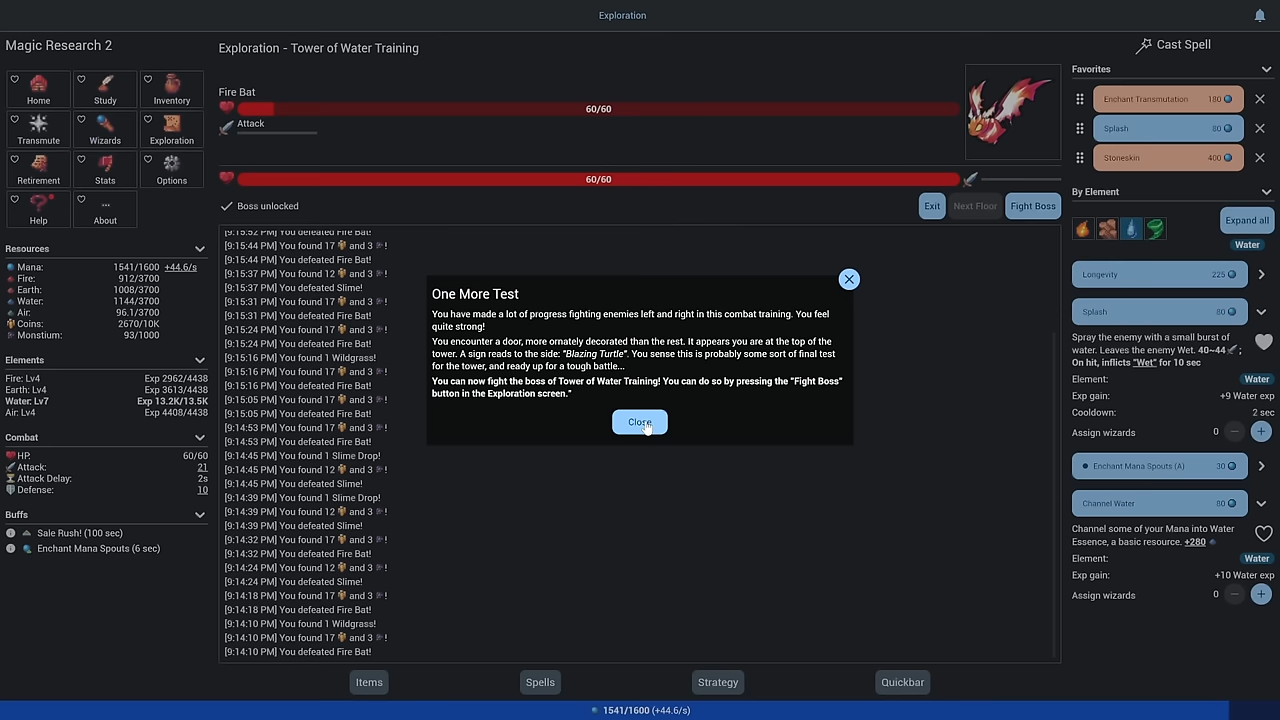 Exploration
Magic Research 2
Home
Study
Inventory
Transmute
Wizards
Exploration
Retirement
Stats
Options
Help
About
Resources
Mana: 1541/1600 +44.6/s
Fire: 912/3700
Earth: 1008/3700
Water: 1144/3700
Air: 96.1/3700
Coins: 2670/10K
Monstium: 93/1000
Elements
Fire: Lv4 Exp 2962/4438
Earth: Lv4 Exp 3613/4438
Water: Lv7 Exp 13.2K/13.5K
Air: Lv4 Exp 4408/4438
Combat
HP: 60/60
Attack: 21
Attack Delay: 2s
Defense: 10
Buffs
Sale Rush! (100 sec)
Enchant Mana Spouts (6 sec)
Exploration - Tower of Water Training
Fire Bat
60/60
Attack
60/60
Boss unlocked
Exit
Next Floor
Fight Boss
[9:15:52 PM] You defeated Fire Bat!
[9:15:44 PM] You found 17 and 3 !
[9:15:44 PM] You defeated Fire Bat!
[9:15:37 PM] You found 12 and 3 !
[9:15:37 PM] You defeated Slime!
[9:15:31 PM] You found 17 and 3 !
[9:15:31 PM] You defeated Fire Bat!
[9:15:24 PM] You found 17 and 3 !
[9:15:24 PM] You defeated Fire Bat!
[9:15:16 PM] You found 1 Wildgrass!
[9:15:16 PM] You found 17 and 3 !
[9:15:16 PM] You defeated Fire Bat!
[9:15:05 PM] You found 17 and 3 !
[9:15:05 PM] You defeated Fire Bat!
[9:14:53 PM] You found 17 and 3 !
[9:14:53 PM] You defeated Fire Bat!
[9:14:45 PM] You found 1 Slime Drop!
[9:14:45 PM] You found 12 and 3 !
[9:14:45 PM] You defeated Slime!
[9:14:39 PM] You found 1 Slime Drop!
[9:14:39 PM] You found 12 and 3 !
[9:14:39 PM] You defeated Slime!
[9:14:32 PM] You found 17 and 3 !
[9:14:32 PM] You defeated Fire Bat!
[9:14:24 PM] You found 12 and 3 !
[9:14:24 PM] You defeated Slime!
[9:14:18 PM] You found 17 and 3 !
[9:14:18 PM] You defeated Fire Bat!
[9:14:10 PM] You found 1 Wildgrass!
[9:14:10 PM] You found 17 and 3 !
[9:14:10 PM] You defeated Fire Bat!
One More Test
You have made a lot of progress fighting enemies left and right in this combat training. You feel
quite strong!
You encounter a door, more ornately decorated than the rest. It appears you are at the top of the
tower. A sign reads to the side: "Blazing Turtle". You sense this is probably some sort of final test
for the tower, and ready up for a tough battle...
You can now fight the boss of Tower of Water Training! You can do so by pressing the "Fight Boss"
button in the Exploration screen."
Close
Items
Spells
Strategy
Quickbar
1541/1600 (+44.6/s)
Cast Spell
Favorites
Enchant Transmutation 180
Splash 80
Stoneskin 400
By Element
Expand all
Water
Longevity 225
Splash 80
Spray the enemy with a small burst of
water. Leaves the enemy Wet. 40~44 ;
On hit, inflicts "Wet" for 10 sec
Element: Water
Exp gain: +9 Water exp
Cooldown: 2 sec
Assign wizards 0
Enchant Mana Spouts (A) 30
Channel Water 80
Channel some of your Mana into Water
Essence, a basic resource. +280
Element: Water
Exp gain: +10 Water exp
Assign wizards 0